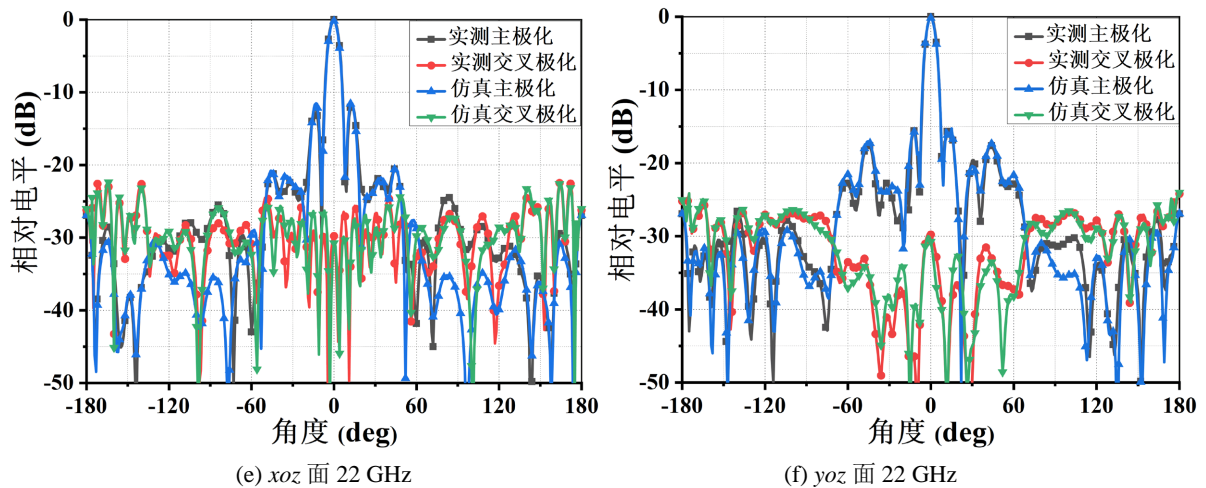 相对电平 (dB)
0
-10
-20
-30
-40
-50
实测主极化
实测交叉极化
仿真主极化
仿真交叉极化
-180 -120 -60 0 60 120 180
角度 (deg)
(e) xoz 面 22 GHz
相对电平 (dB)
0
-10
-20
-30
-40
-50
实测主极化
实测交叉极化
仿真主极化
仿真交叉极化
-180 -120 -60 0 60 120 180
角度 (deg)
(f) yoz 面 22 GHz